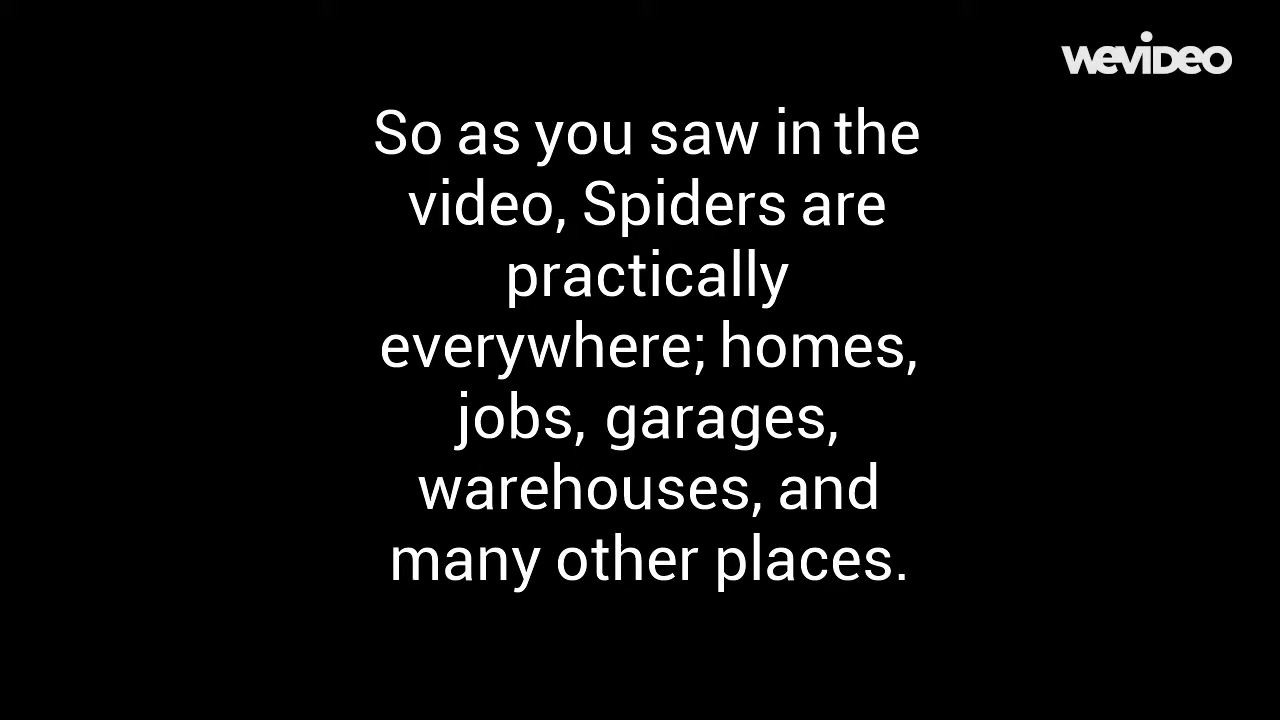 wevideo
So as you saw in the
video, Spiders are
practically
everywhere; homes,
jobs, garages,
warehouses, and
many other places.